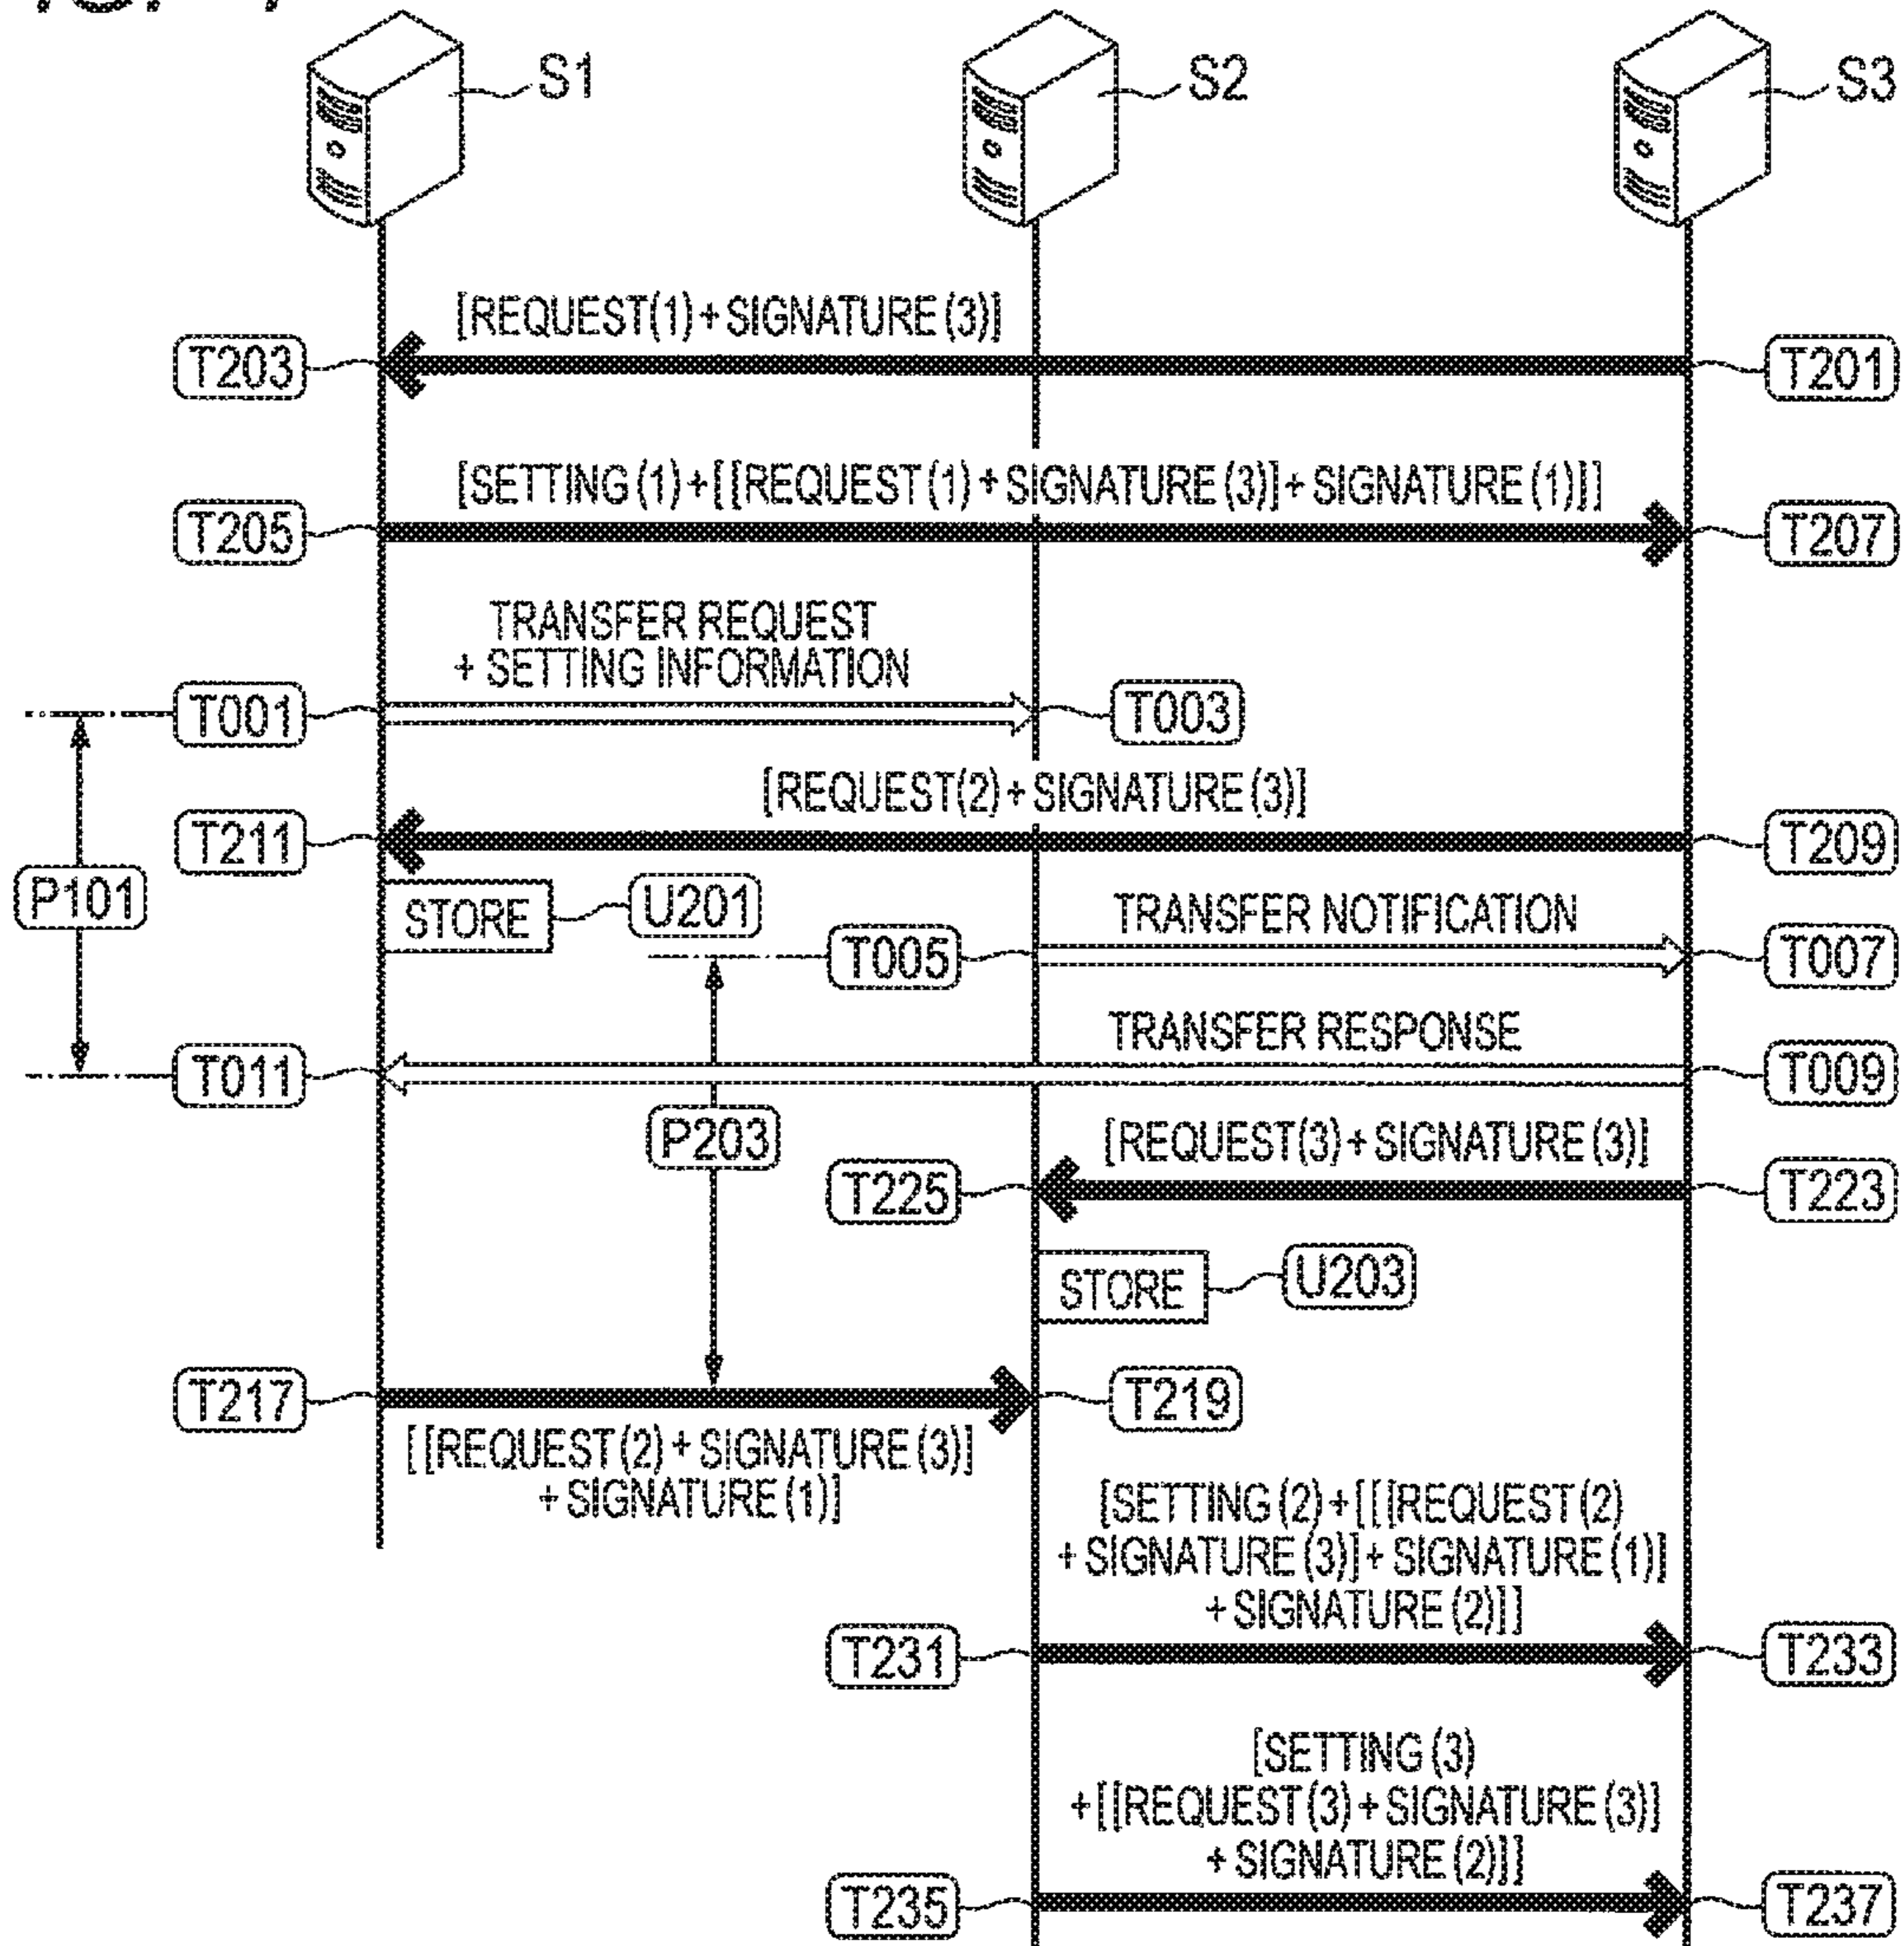 S1
S2
S3
[REQUEST(1)+SIGNATURE(3)]
T203
T201
[SETTING(1)+[[REQUEST(1)+SIGNATURE(3)]+SIGNATURE(1)]]
T205
T207
TRANSFER REQUEST
+ SETTING INFORMATION
T001
T003
[REQUEST(2)+SIGNATURE(3)]
T211
T209
P101
STORE
U201
TRANSFER NOTIFICATION
T005
T007
TRANSFER RESPONSE
T011
T009
P203
[REQUEST(3)+SIGNATURE(3)]
T225
T223
STORE
U203
T217
T219
[[REQUEST(2)+SIGNATURE(3)]
+SIGNATURE(1)]
[SETTING(2)+[[[REQUEST(2)
+SIGNATURE(3)]+SIGNATURE(1)]
+SIGNATURE(2)]]
T231
T233
[SETTING(3)
+[[REQUEST(3)+SIGNATURE(3)]
+SIGNATURE(2)]]
T235
T237